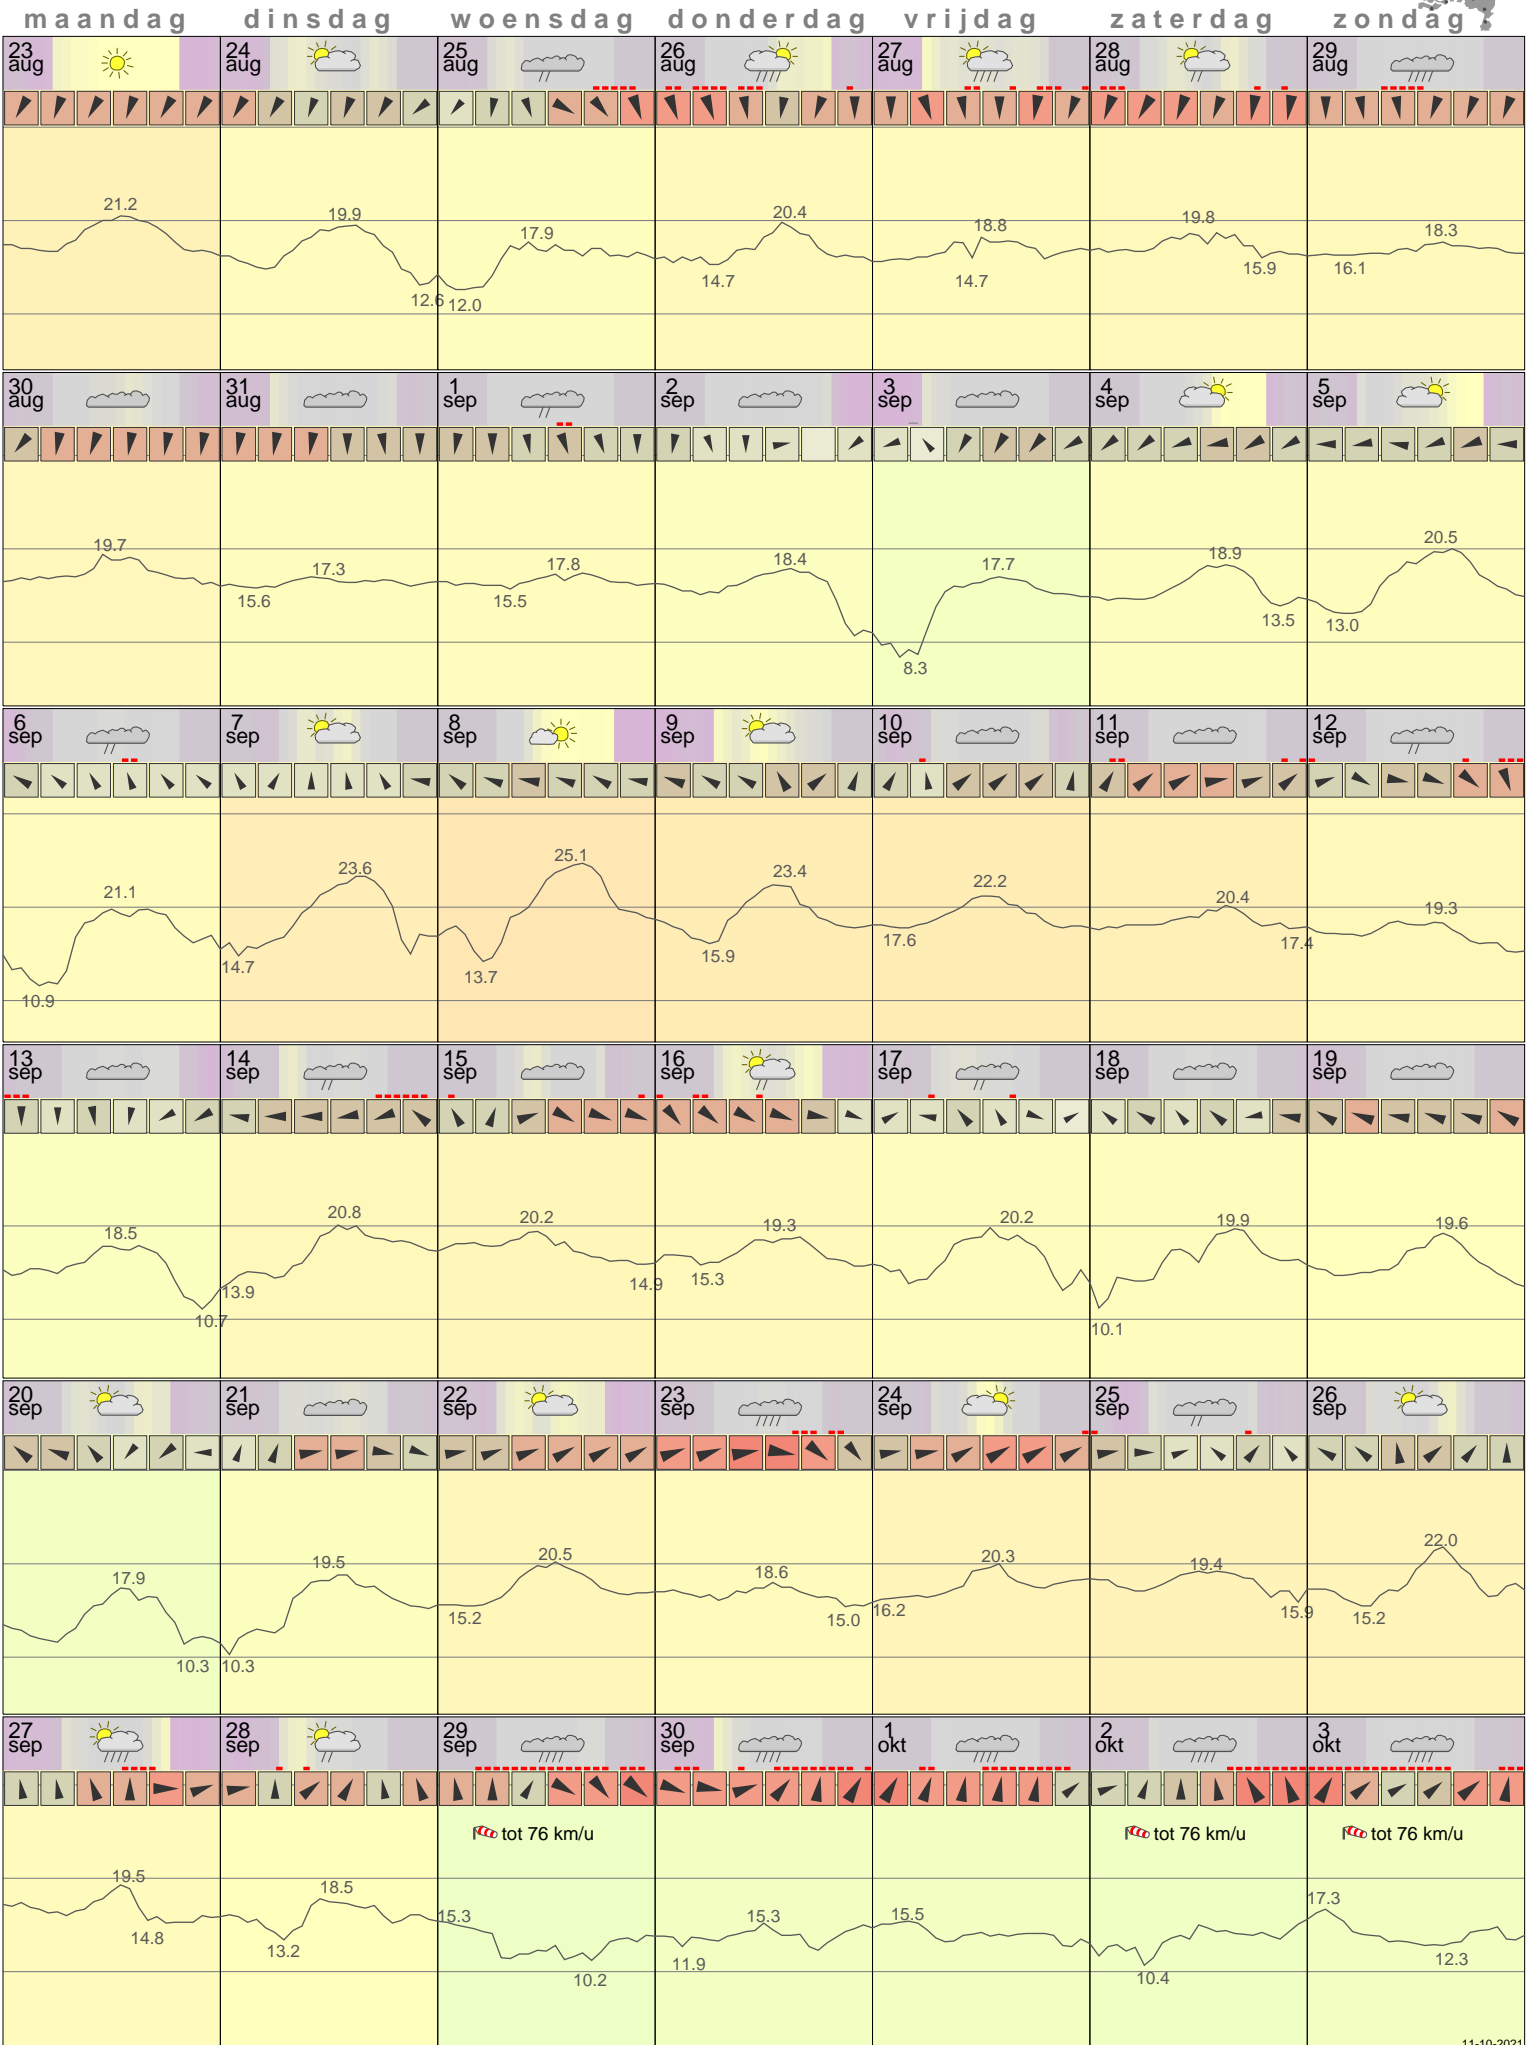 maandag dinsdag woensdag donderdag vrijdag zaterdag zondag
23 24 25 26 27 28 29
aug aug aug aug aug aug aug
21.2 19.9 17.9 20.4 18.8 19.8 18.3
12.6 12.0 14.7 14.7 15.9 16.1
30 31 1 2 3 4 5
aug aug sep sep sep sep sep
19.7 17.3 17.8 18.4 17.7 18.9 20.5
15.6 15.5 8.3 13.5 13.0
6 7 8 9 10 11 12
sep sep sep sep sep sep sep
21.1 23.6 25.1 23.4 22.2 20.4 19.3
10.9 14.7 13.7 15.9 17.6 17.4
13 14 15 16 17 18 19
sep sep sep sep sep sep sep
18.5 20.8 20.2 19.3 20.2 19.9 19.6
10.7 13.9 14.9 15.3 10.1
20 21 22 23 24 25 26
sep sep sep sep sep sep sep
17.9 19.5 20.5 18.6 20.3 19.4 22.0
10.3 10.3 15.2 15.0 16.2 15.9 15.2
27 28 29 30 1 2 3
sep sep sep sep okt okt okt
tot 76 km/u tot 76 km/u tot 76 km/u
19.5 18.5 15.3 15.3 15.5 17.3
14.8 13.2 10.2 11.9 10.4 12.3
11-10-2021